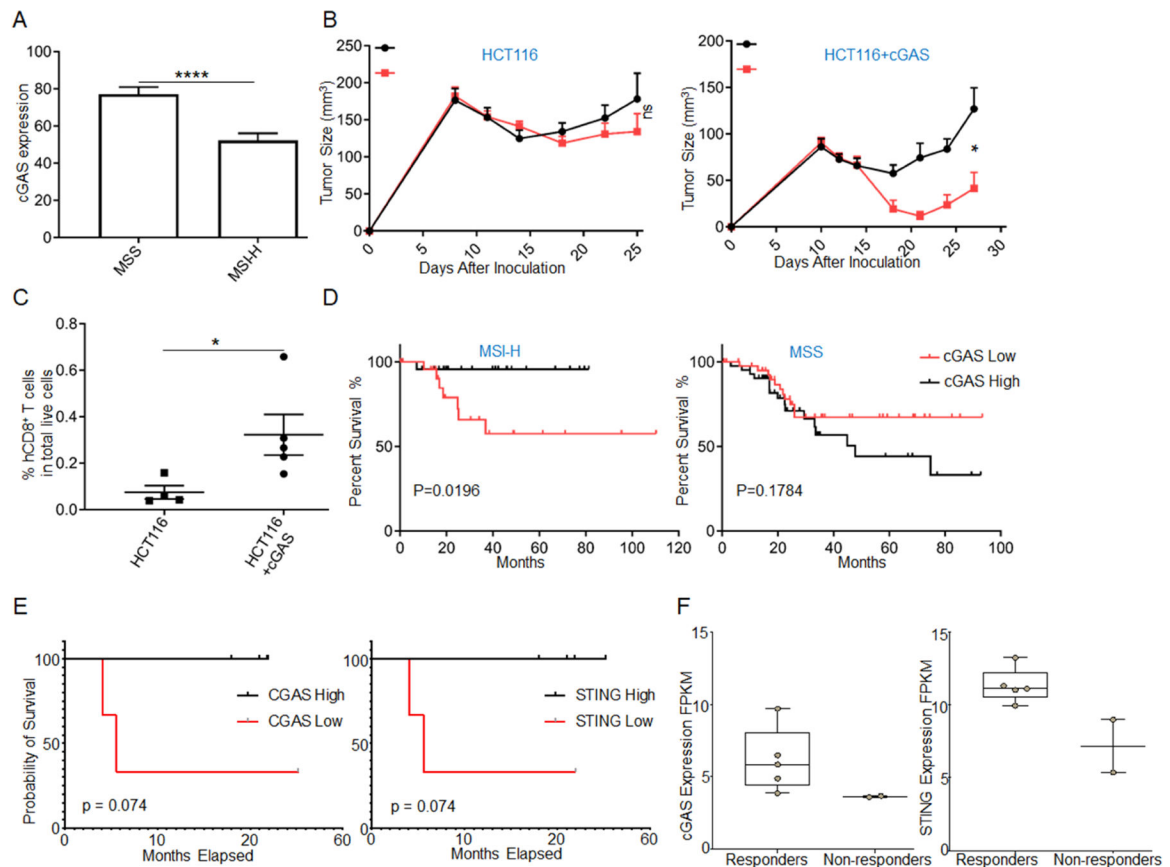 A
cGAS expression
100
80
60
40
20
0
****
MSS
MSI-H
B
HCT116
Tumor Size (mm³)
250
200
150
100
50
0
0
5
10
15
20
25
ns
Days After Inoculation
HCT116+cGAS
Tumor Size (mm³)
200
150
100
50
0
0
5
10
15
20
25
30
*
Days After Inoculation
C
% hCD8⁺ T cells
in total live cells
0.8
0.6
0.4
0.2
0.0
*
HCT116
HCT116
+cGAS
D
MSI-H
Percent Survival %
100
50
0
P=0.0196
0 20 40 60 80 100 120
Months
MSS
Percent Survival %
100
50
0
cGAS Low
cGAS High
P=0.1784
0 20 40 60 80 100
Months
E
Probability of Survival
100
50
0
CGAS High
CGAS Low
p = 0.074
0 10 20 60
Months Elapsed
100
50
0
STING High
STING Low
p = 0.074
0 10 20 60
Months Elapsed
F
cGAS Expression FPKM
15
10
5
0
Responders Non-responders
STING Expression FPKM
15
10
5
0
Responders Non-responders